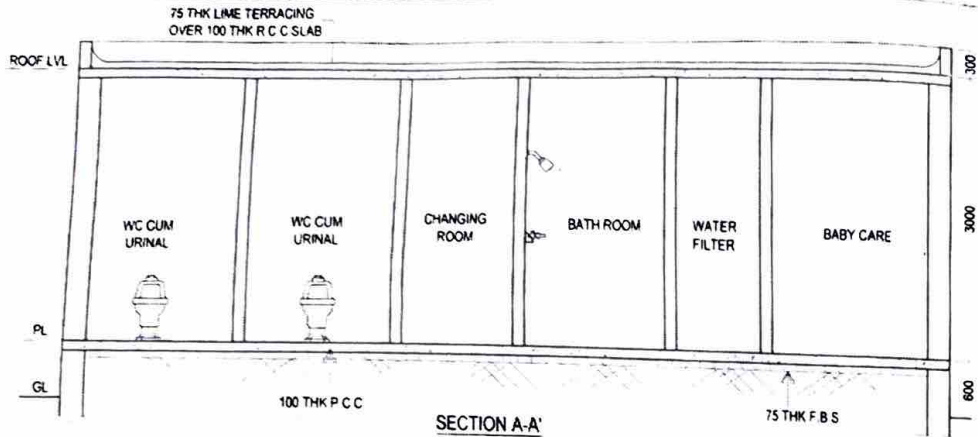 75 THK LIME TERRACING
OVER 100 THK R C C SLAB
ROOF LVL
300
WC CUM
URINAL
WC CUM
URINAL
CHANGING
ROOM
BATH ROOM
WATER
FILTER
BABY CARE
3000
PL
GL
100 THK P C C
75 THK F.B S
600
SECTION A-A'